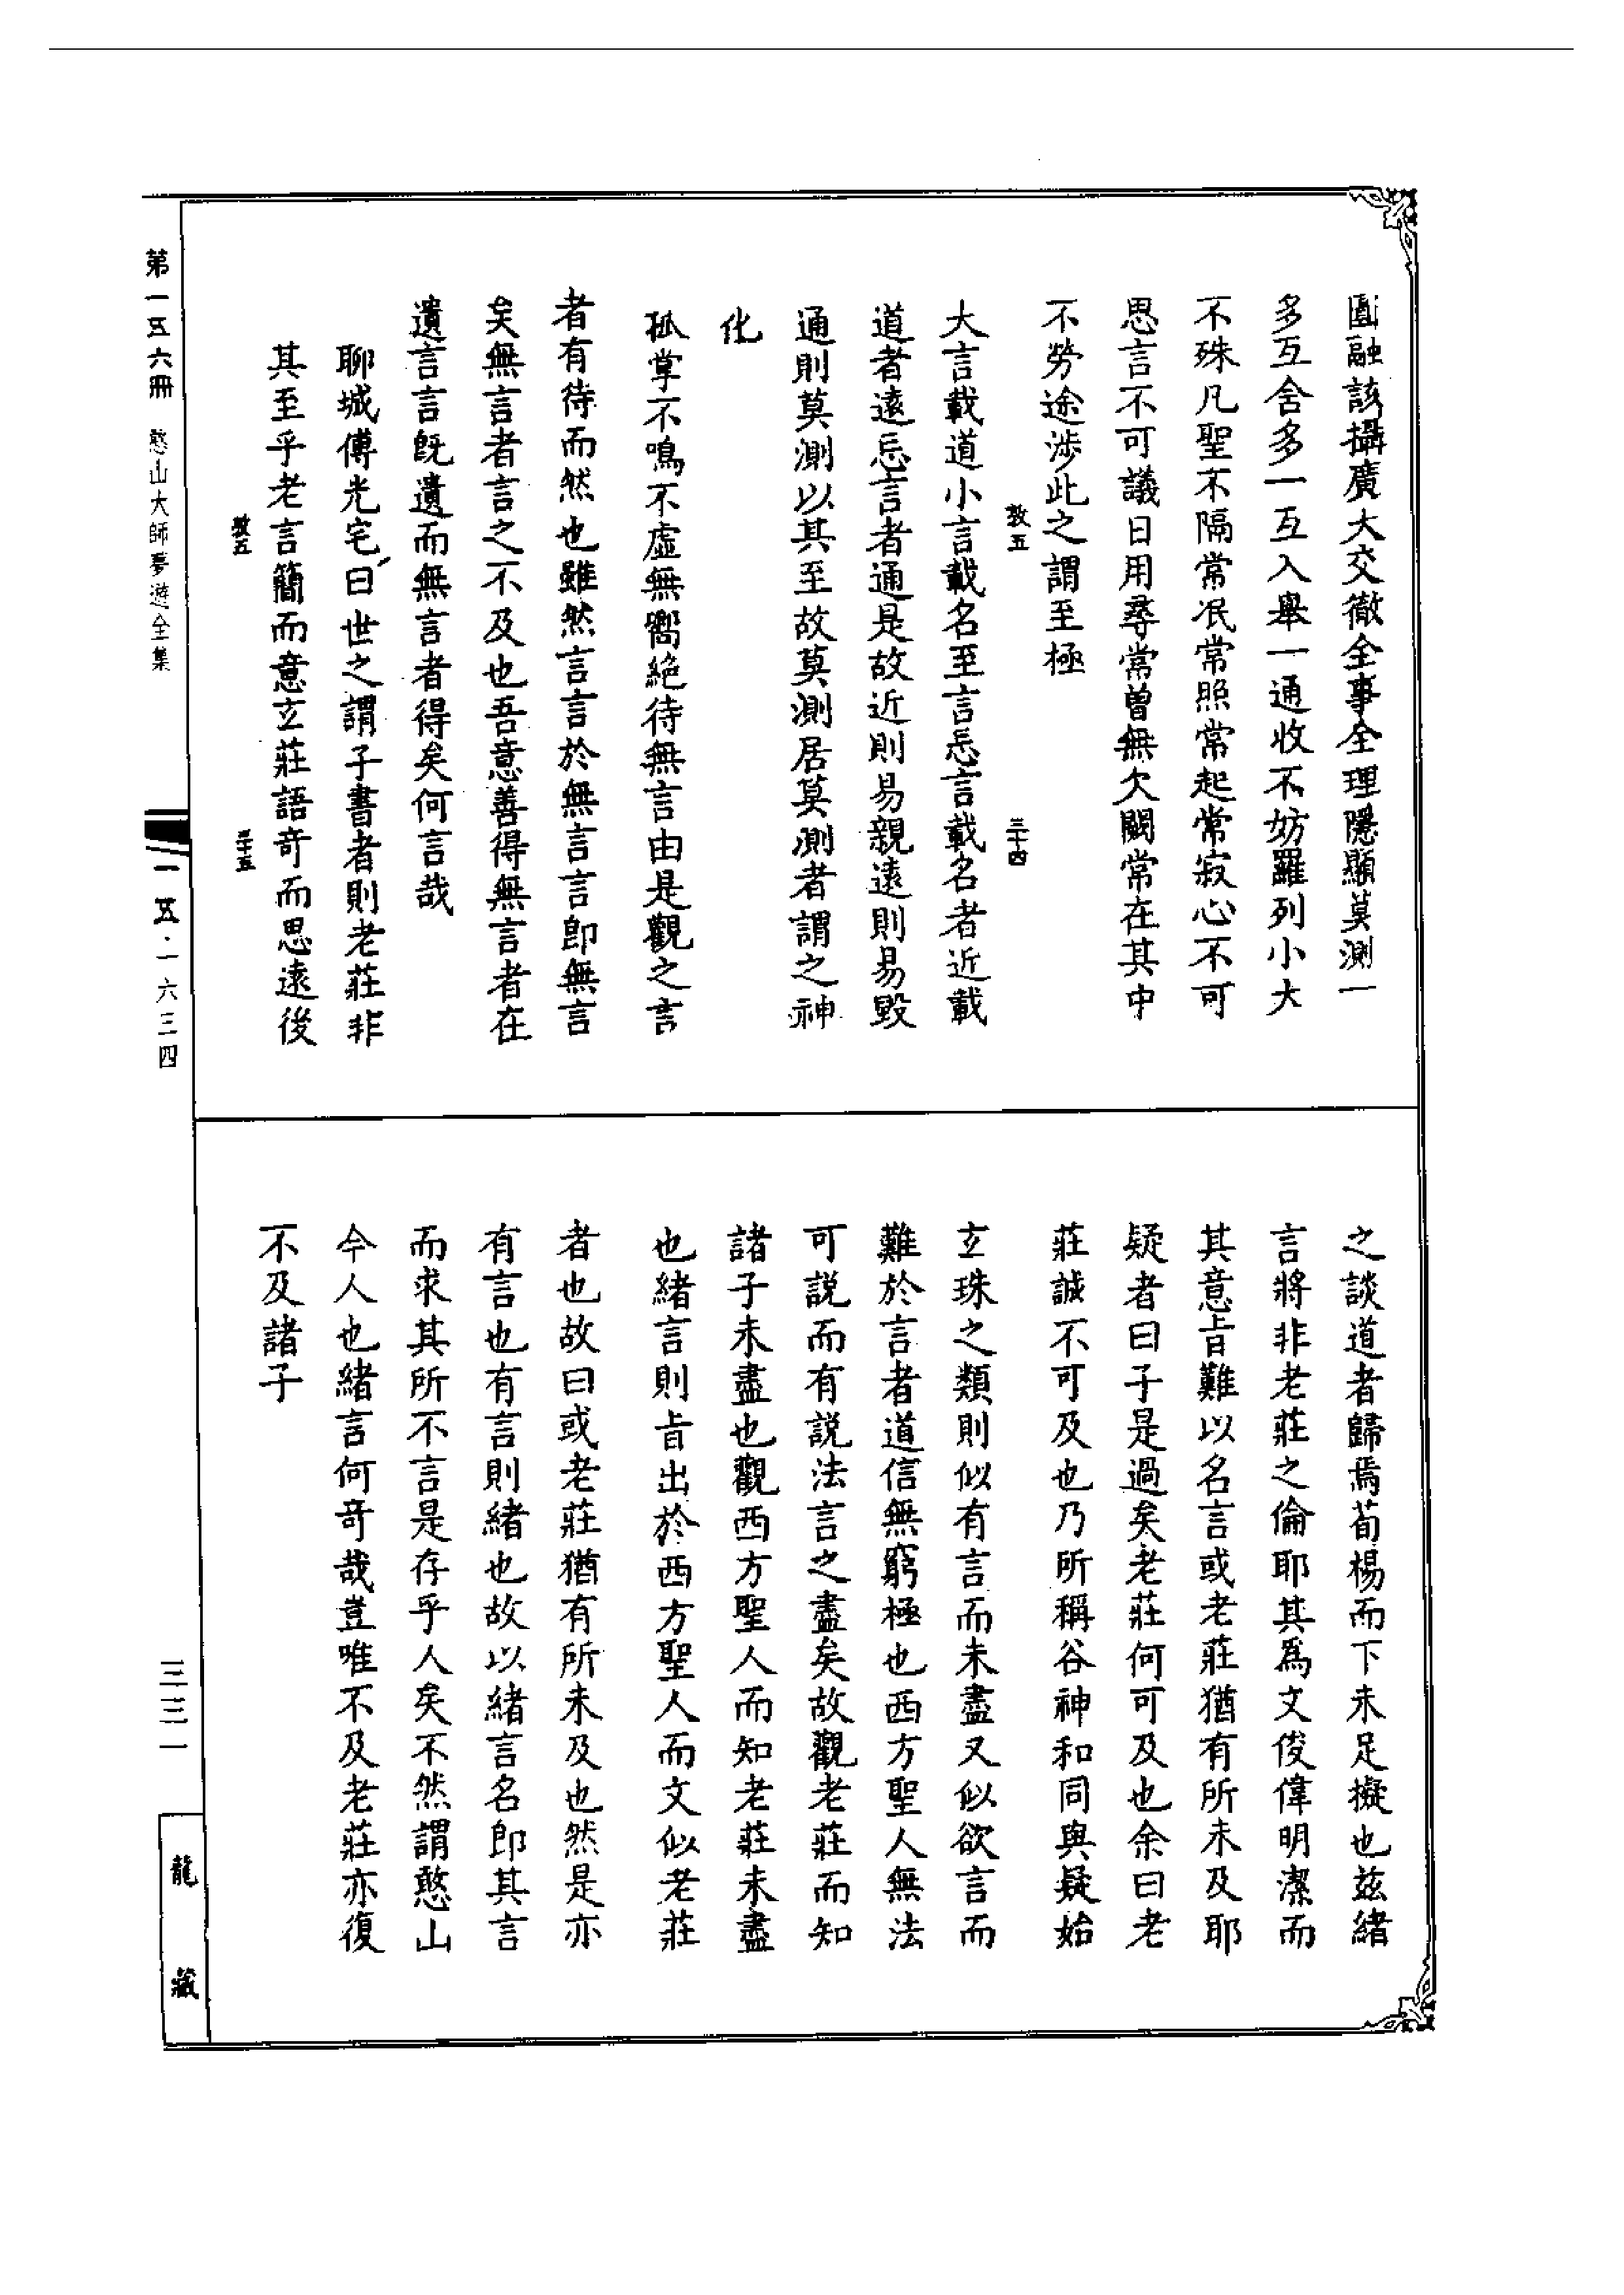 圓融該攝廣大交徹全事全理隱顯莫測一
多互舍多一互入舉一通收不妨羅列小大
不殊凡聖不隔常泯常照常起常寂心不可
思言不可議日用尋常曾無欠闕常在其中
不勞途涉此之謂至極
教五
三十四
大言載道小言載名至言忘言載名者近載
道者遠忘言者通是故近則易親遠則易毀
通則莫測以其至故莫測居莫測者謂之神
化
孤掌不鳴不虛無嚮絶待無言由是觀之言
者有待而然也雖然言言於無言言即無言
矣無言者言之不及也吾意善得無言者在
遺言言旣遺而無言者得矣何言哉
聊城傅光宅曰世之謂子書者則老莊非
其至乎老言簡而意玄莊語奇而思遠後
教五
三十五
之談道者歸焉荀楊而下未足擬也兹緒
言將非老莊之倫耶其爲文俊偉明潔而
其意旨難以名言或老莊猶有所未及耶
疑者曰子是過矣老莊何可及也余曰老
莊誠不可及也乃所稱谷神和同與疑始
玄珠之類則似有言而未盡又似欲言而
難於言者道信無窮極也西方聖人無法
可説而有説法言之盡矣故觀老莊而知
諸子未盡也觀西方聖人而知老莊未盡
也緒言則旨出於西方聖人而文似老莊
者也故曰或老莊猶有所未及也然是亦
有言也有言則緒也故以緒言名即其言
而求其所不言是存乎人矣不然謂憨山
今人也緒言何奇哉豈唯不及老莊亦復
不及諸子
第一五六冊　憨山大師夢遊全集
一五·一六三四
三三一
龍藏